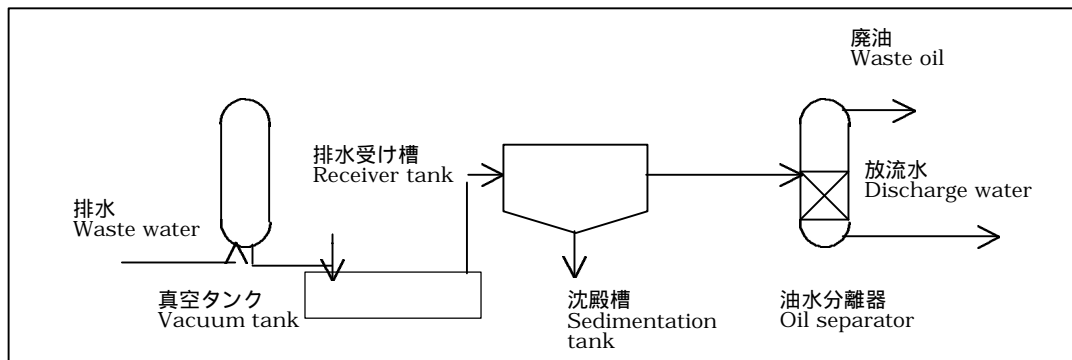 廃油
Waste oil
排水受け槽
Receiver tank
放流水
Discharge water
排水
Waste water
真空タンク
Vacuum tank
沈殿槽
Sedimentation
tank
油水分離器
Oil separator